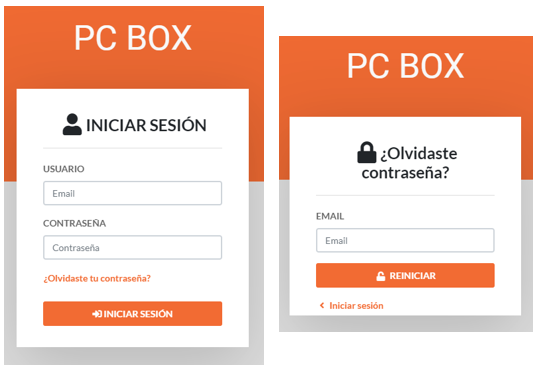 PC BOX
INICIAR SESIÓN
USUARIO
Email
CONTRASEÑA
Contraseña
¿Olvidaste tu contraseña?
INICIAR SESIÓN
PC BOX
¿Olvidaste
contraseña?
EMAIL
Email
REINICIAR
Iniciar sesión